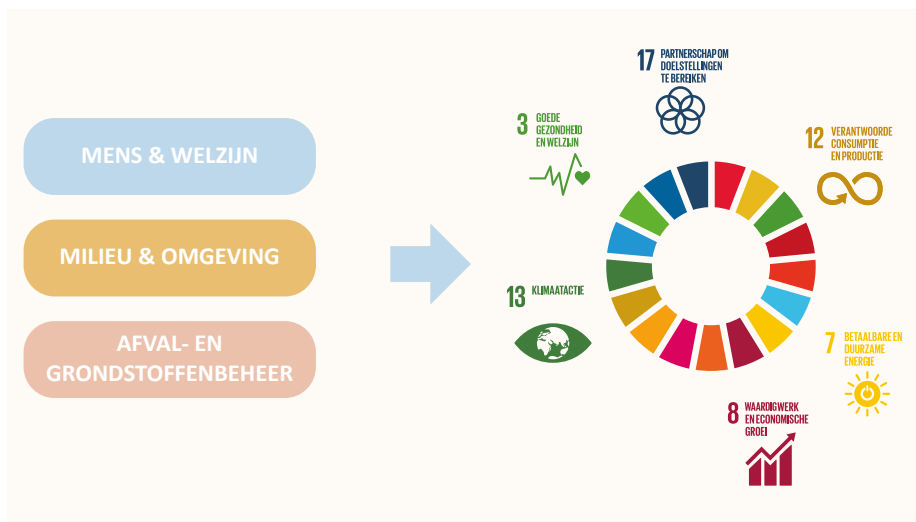 MENS & WELZIJN
MILIEU & OMGEVING
AFVAL- EN
GRONDSTOFFENBEHEER
17 PARTNERSCHAP OM
DOELSTELLINGEN
TE BEREIKEN
3 GOEDE
GEZONDHEID
EN WELZIJN
12 VERANTWOORDE
CONSUMPTIE
EN PRODUCTIE
13 KLIMAATACTIE
7 BETAALBARE EN
DUURZAME
ENERGIE
8 WAARDIG WERK
EN ECONOMISCHE
GROEI